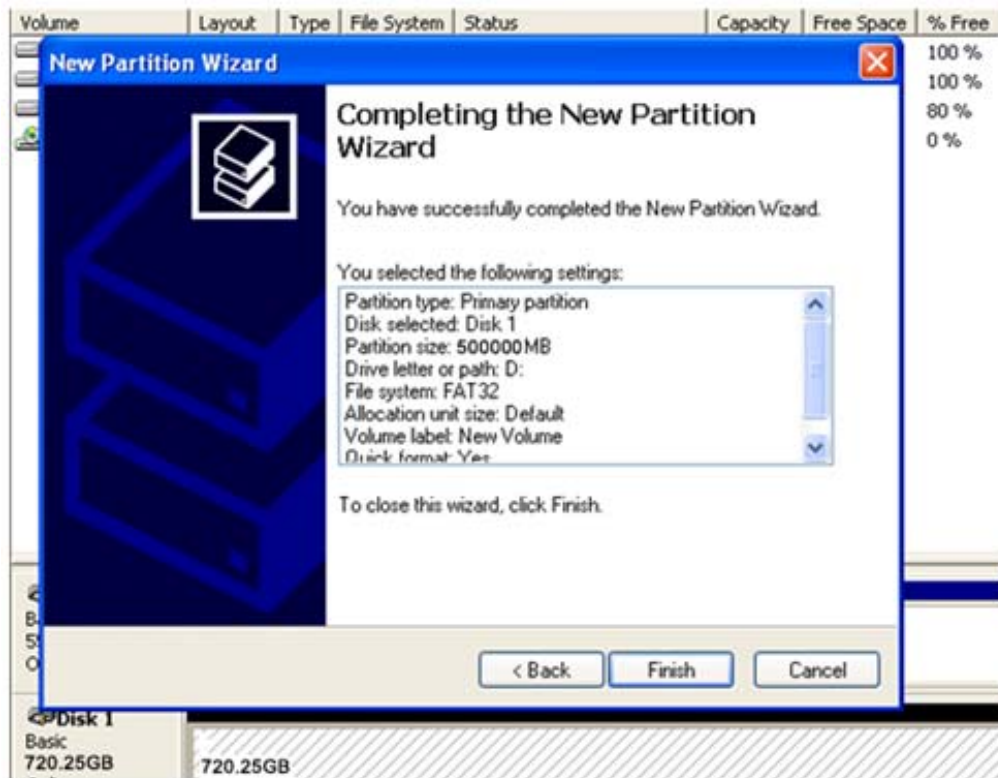 Volume Layout Type File System Status Capacity Free Space % Free
New Partition Wizard
100 %
100 %
80 %
0 %
Completing the New Partition
Wizard
You have successfully completed the New Partition Wizard.
You selected the following settings:
Partition type: Primary partition
Disk selected: Disk 1
Partition size: 500000MB
Drive letter or path: D:
File system: FAT32
Allocation unit size: Default
Volume label: New Volume
Quick format: Yes
To close this wizard, click Finish.
< Back Finish Cancel
Disk 1
Basic
720.25GB
720.25GB